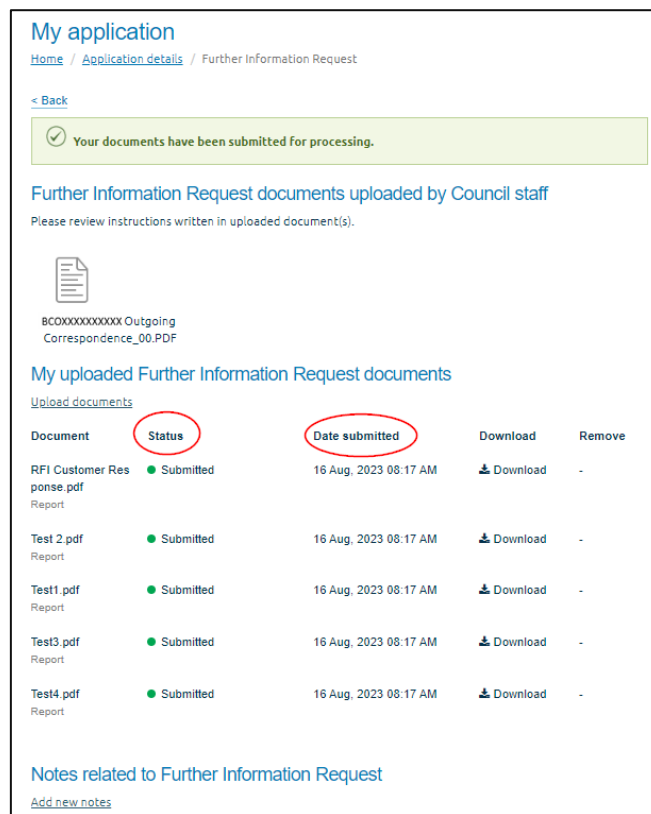 My application
Home / Application details / Further Information Request
< Back
Your documents have been submitted for processing.
Further Information Request documents uploaded by Council staff
Please review instructions written in uploaded document(s).
BCOXXXXXXXXXX Outgoing
Correspondence_00.PDF
My uploaded Further Information Request documents
Upload documents
Document Status Date submitted Download Remove
RFI Customer Res Submitted 16 Aug, 2023 08:17 AM Download -
ponse.pdf
Report
Test 2.pdf Submitted 16 Aug, 2023 08:17 AM Download -
Report
Test1.pdf Submitted 16 Aug, 2023 08:17 AM Download -
Report
Test3.pdf Submitted 16 Aug, 2023 08:17 AM Download -
Report
Test4.pdf Submitted 16 Aug, 2023 08:17 AM Download -
Report
Notes related to Further Information Request
Add new notes